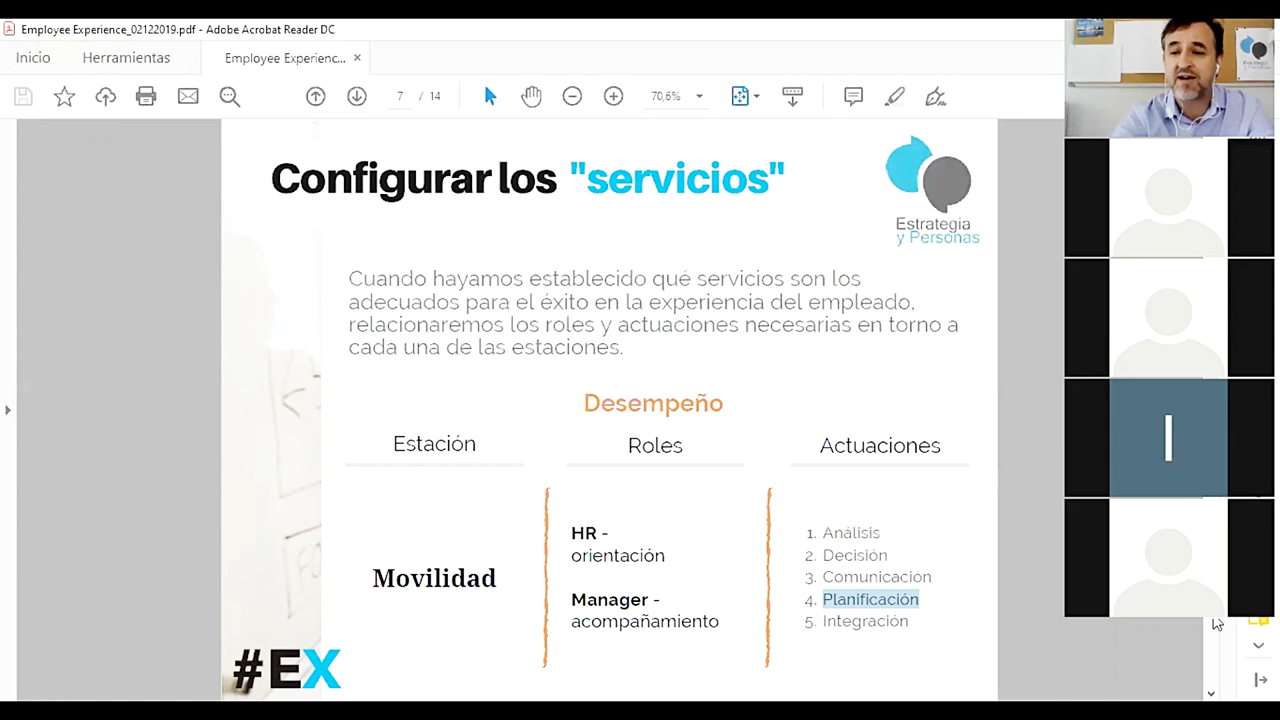 Employee Experience_02122019.pdf - Adobe Acrobat Reader DC
Inicio Herramientas Employee Experienc... ×
7 / 14 70,6%
Configurar los "servicios"
Estrategia
y Personas
Cuando hayamos establecido qué servicios son los
adecuados para el éxito en la experiencia del empleado,
relacionaremos los roles y actuaciones necesarias en torno a
cada una de las estaciones.
Desempeño
Estación Roles Actuaciones
Movilidad
HR -
orientación
Manager -
acompañamiento
1. Análisis
2. Decisión
3. Comunicación
4. Planificación
5. Integración
#EX
I